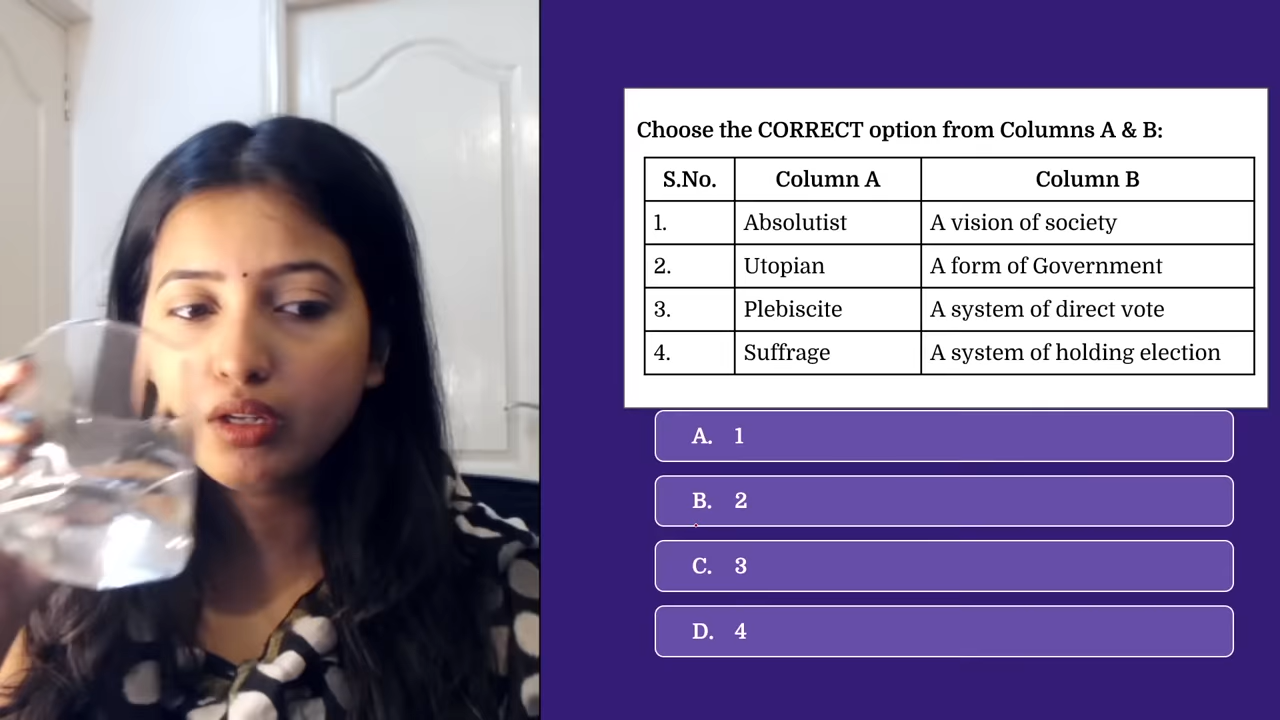 Choose the CORRECT option from Columns A & B:
S.No. Column A Column B
1. Absolutist A vision of society
2. Utopian A form of Government
3. Plebiscite A system of direct vote
4. Suffrage A system of holding election
A. 1
B. 2
C. 3
D. 4